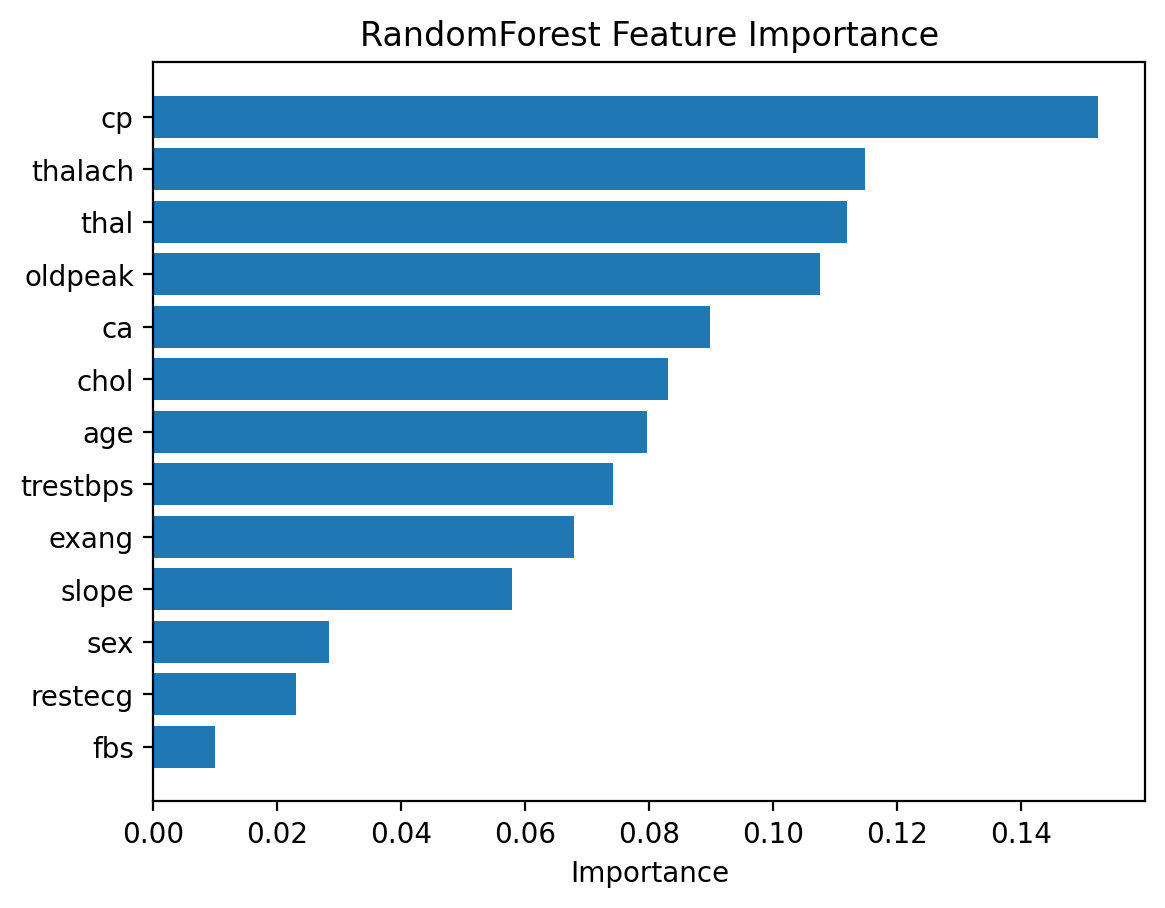 RandomForest Feature Importance
cp
thalach
thal
oldpeak
ca
chol
age
trestbps
exang
slope
sex
restecg
fbs
0.00 0.02 0.04 0.06 0.08 0.10 0.12 0.14
Importance